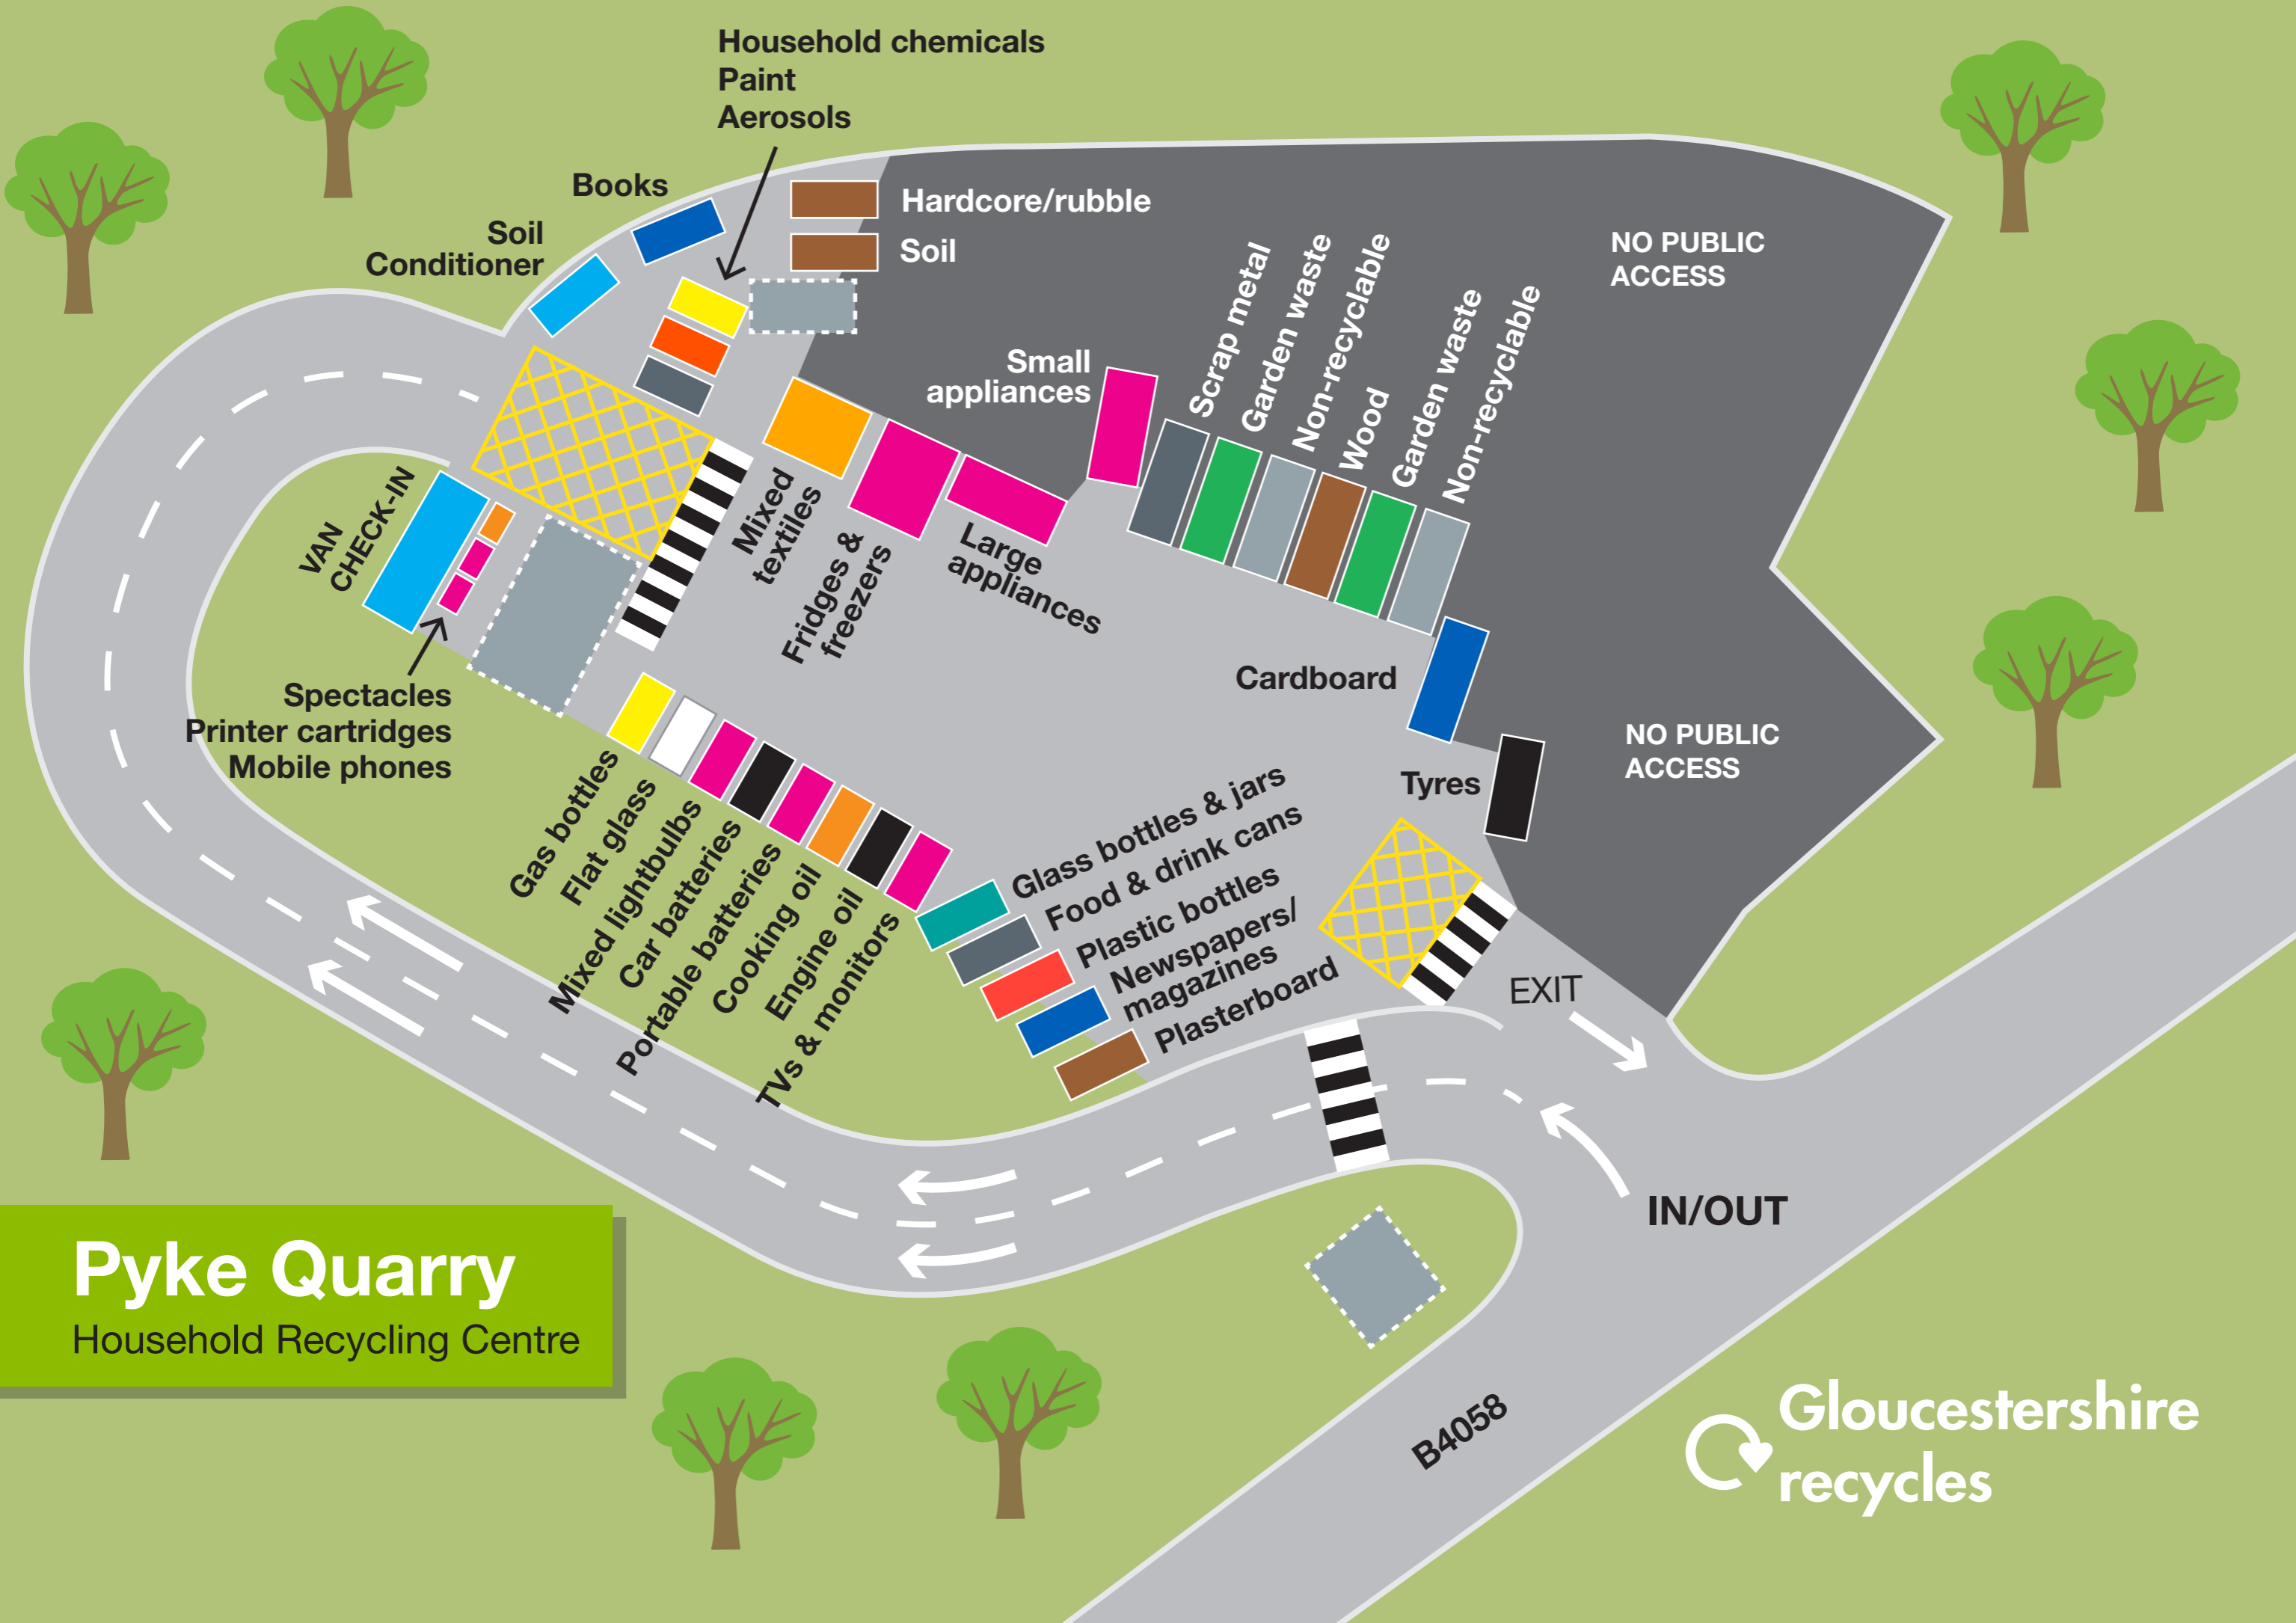 Household chemicals
Paint
Aerosols
Books
Soil
Conditioner
Hardcore/rubble
Soil
NO PUBLIC
ACCESS
Small
appliances
Scrap metal
Garden waste
Non-recyclable
Wood
Garden waste
Non-recyclable
VAN
CHECK-IN
Mixed
textiles
Fridges &
freezers
Large
appliances
Cardboard
Spectacles
Printer cartridges
Mobile phones
NO PUBLIC
ACCESS
Tyres
Gas bottles
Flat glass
Mixed lightbulbs
Car batteries
Portable batteries
Cooking oil
Engine oil
TVs & monitors
Glass bottles & jars
Food & drink cans
Plastic bottles
Newspapers/
magazines
Plasterboard
EXIT
IN/OUT
Pyke Quarry
Household Recycling Centre
B4058
Gloucestershire
recycles